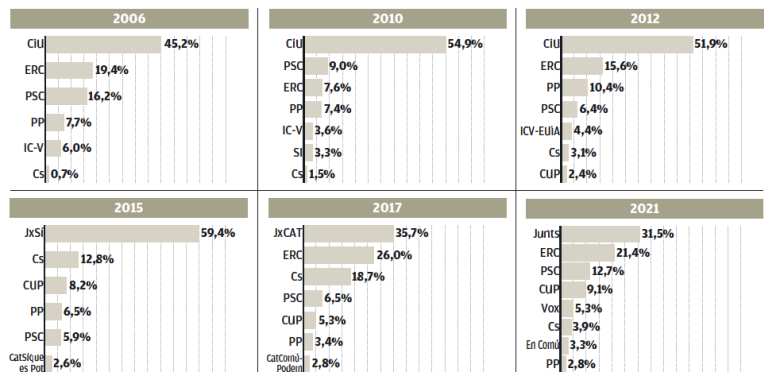 2006
CiU 45,2%
ERC 19,4%
PSC 16,2%
PP 7,7%
IC-V 6,0%
Cs 0,7%
2010
CiU 54,9%
PSC 9,0%
ERC 7,6%
PP 7,4%
IC-V 3,6%
SI 3,3%
Cs 1,5%
2012
CiU 51,9%
ERC 15,6%
PP 10,4%
PSC 6,4%
ICV-EUiA 4,4%
Cs 3,1%
CUP 2,4%
2015
JxSí 59,4%
Cs 12,8%
CUP 8,2%
PP 6,5%
PSC 5,9%
CatSíque
es Pot 2,6%
2017
JxCAT 35,7%
ERC 26,0%
Cs 18,7%
PSC 6,5%
CUP 5,3%
PP 3,4%
CatComú-
Podem 2,8%
2021
Junts 31,5%
ERC 21,4%
PSC 12,7%
CUP 9,1%
Vox 5,3%
Cs 3,9%
En Comú 3,3%
PP 2,8%